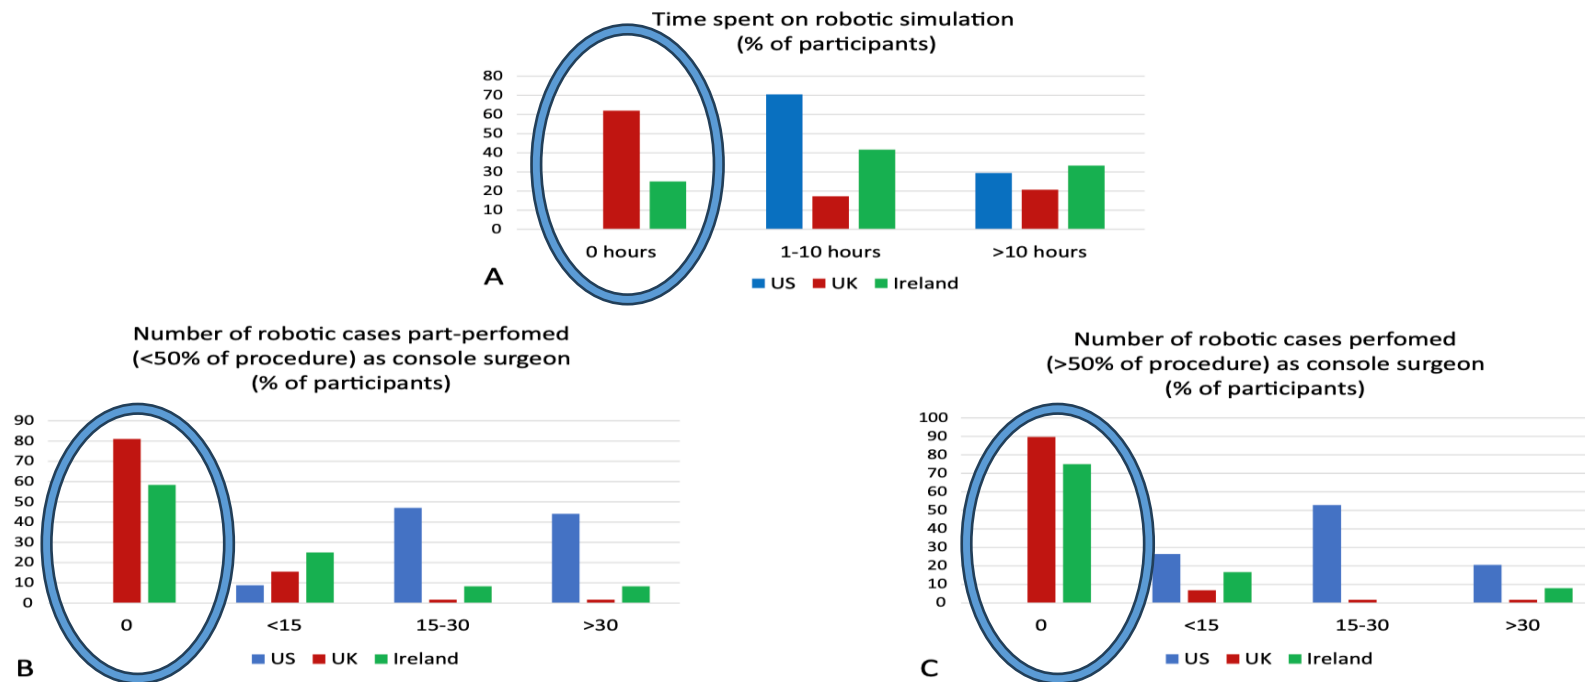 Time spent on robotic simulation
(% of participants)
80
70
60
50
40
30
20
10
0
0 hours 1-10 hours >10 hours
A
US UK Ireland
Number of robotic cases part-perfomed
(<50% of procedure) as console surgeon
(% of participants)
90
80
70
60
50
40
30
20
10
0
0 <15 15-30 >30
US UK Ireland
B
Number of robotic cases perfomed
(>50% of procedure) as console surgeon
(% of participants)
100
90
80
70
60
50
40
30
20
10
0
0 <15 15-30 >30
US UK Ireland
C